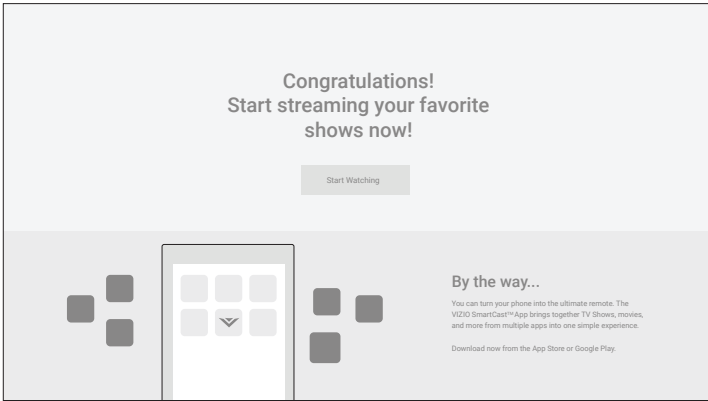 Congratulations!
Start streaming your favorite
shows now!
Start Watching
By the way...
You can turn your phone into the ultimate remote. The
VIZIO SmartCast™ App brings together TV Shows, movies,
and more from multiple apps into one simple experience.
Download now from the App Store or Google Play.